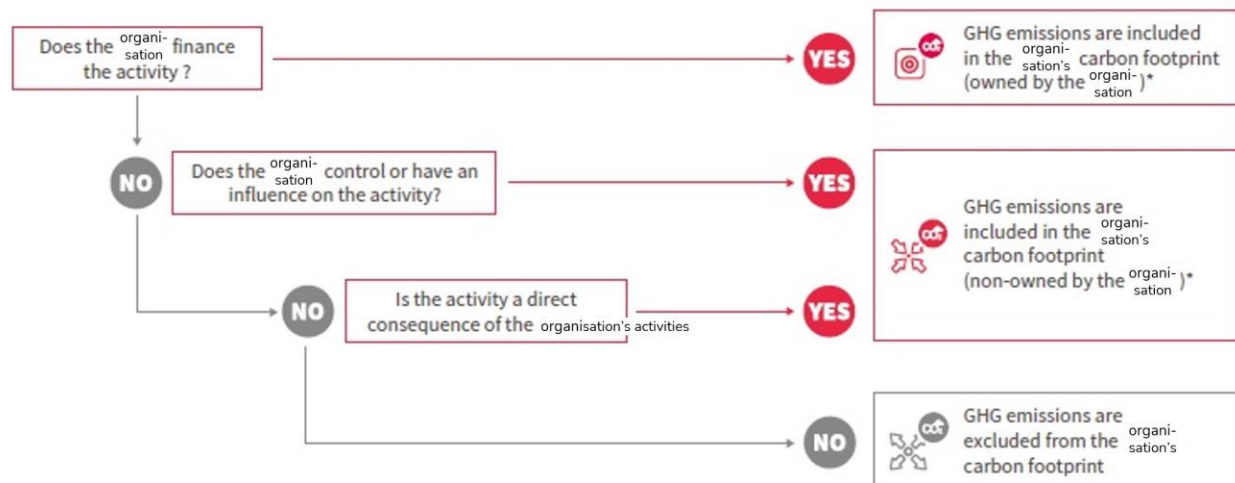 Does the organi-
sation finance
the activity ?
YES
GHG emissions are included
in the organi-
sation's carbon footprint
(owned by the organi-
sation )*
NO
Does the organi-
sation control or have an
influence on the activity?
YES
GHG emissions are
included in the organi-
sation's
carbon footprint
(non-owned by the organi-
sation )*
NO
Is the activity a direct
consequence of the organisation's activities
YES
NO
GHG emissions are
excluded from the organi-
sation's
carbon footprint